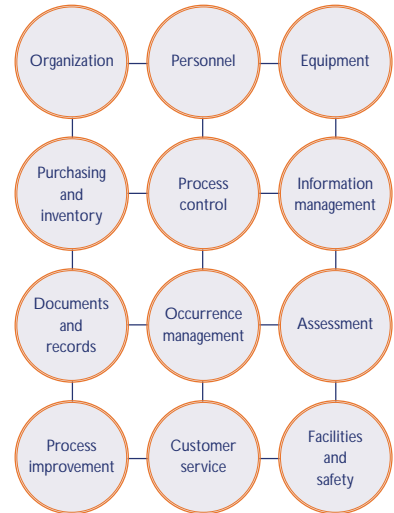 Organization
Personnel
Equipment
Purchasing
and
inventory
Process
control
Information
management
Documents
and
records
Occurrence
management
Assessment
Process
improvement
Customer
service
Facilities
and
safety